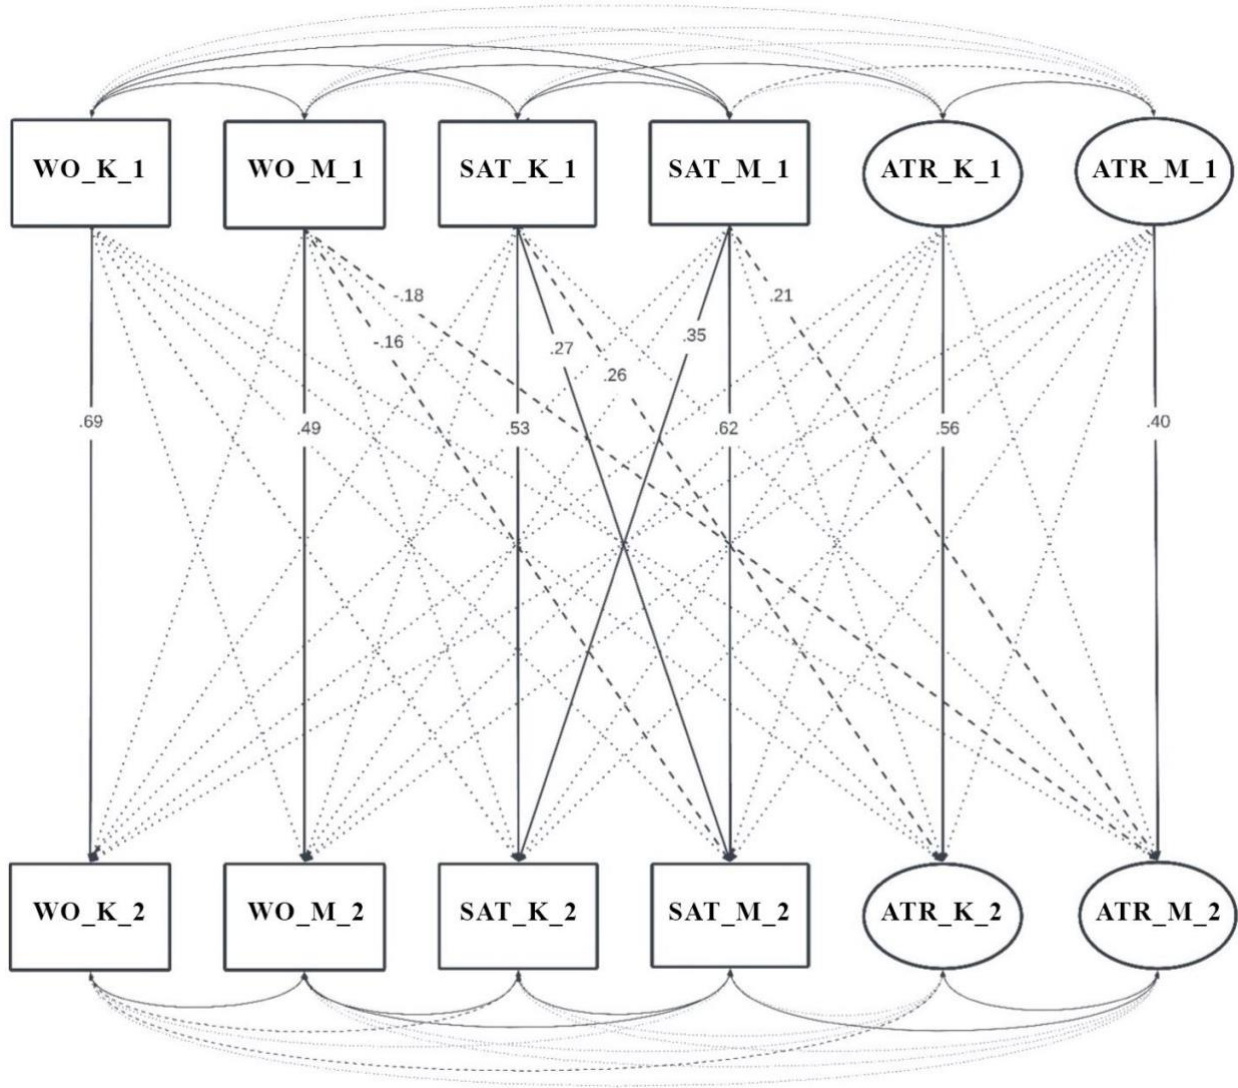 WO_K_1 WO_M_1 SAT_K_1 SAT_M_1 ATR_K_1 ATR_M_1
-.18 .21
-.16 .27 .35
.26
.69 .49 .53 .62 .56 .40
WO_K_2 WO_M_2 SAT_K_2 SAT_M_2 ATR_K_2 ATR_M_2